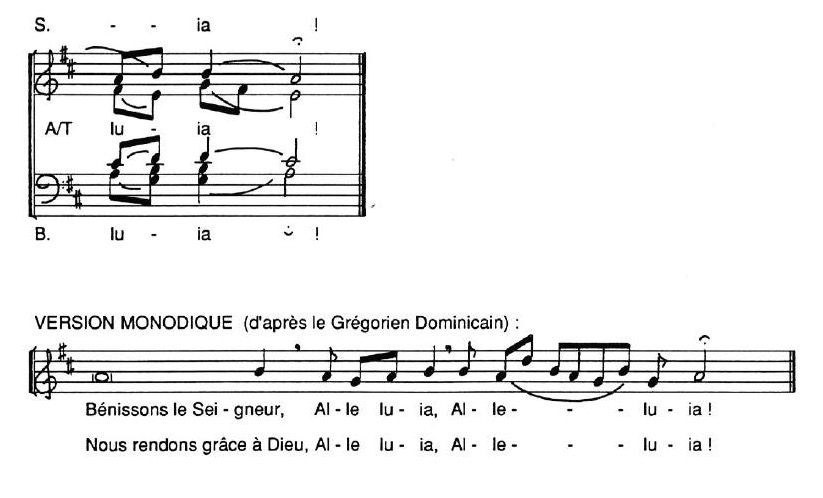 S. - - ia !
A/T lu - ia !
B. lu - ia !
VERSION MONODIQUE (d'après le Grégorien Dominicain) :
Bénissons le Sei - gneur, Al - le lu - ia, Al - le - - - lu - ia !
Nous rendons grâce à Dieu, Al - le lu - ia, Al - le - - - lu - ia !